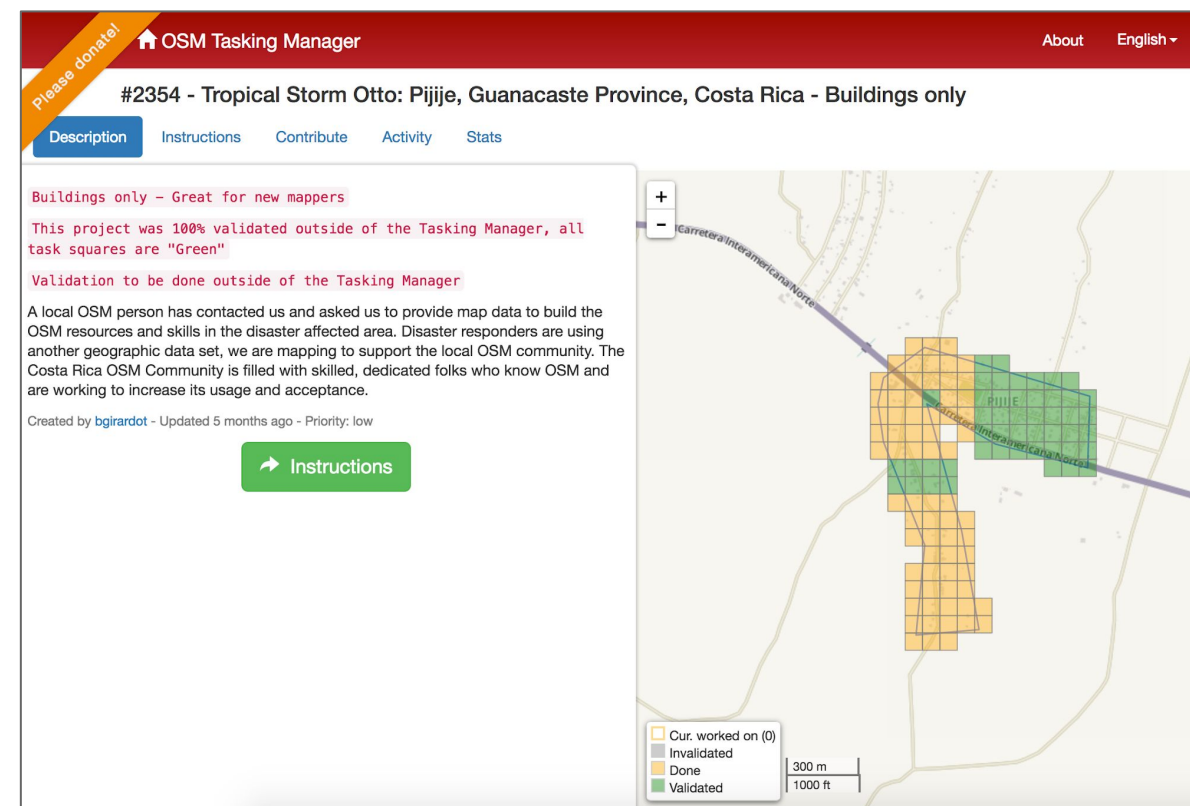 Please donate!
OSM Tasking Manager
About
English
#2354 - Tropical Storm Otto: Pijije, Guanacaste Province, Costa Rica - Buildings only
Description
Instructions
Contribute
Activity
Stats
Buildings only – Great for new mappers
This project was 100% validated outside of the Tasking Manager, all
task squares are "Green"
Validation to be done outside of the Tasking Manager
A local OSM person has contacted us and asked us to provide map data to build the
OSM resources and skills in the disaster affected area. Disaster responders are using
another geographic data set, we are mapping to support the local OSM community. The
Costa Rica OSM Community is filled with skilled, dedicated folks who know OSM and
are working to increase its usage and acceptance.
Created by bgirardot - Updated 5 months ago - Priority: low
Instructions
+
−
Carretera Interamericana Norte
PIJIJE
Carretera Interamericana Norte
Cur. worked on (0)
Invalidated
Done
Validated
300 m
1000 ft